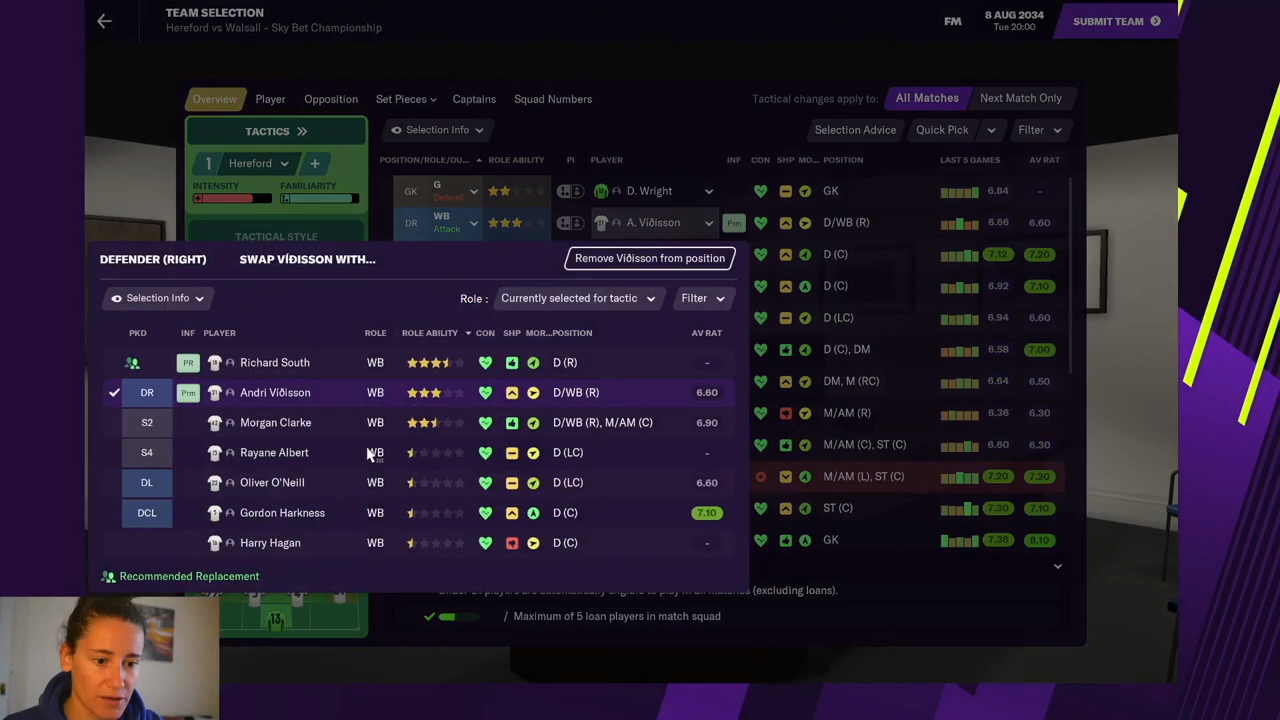 TEAM SELECTION
Hereford vs Walsall - Sky Bet Championship
FM
8 AUG 2034
Tue 20:00
SUBMIT TEAM
Overview Player Opposition Set Pieces Captains Squad Numbers
Tactical changes apply to: All Matches Next Match Only
TACTICS
Selection Info
Selection Advice Quick Pick Filter
1 Hereford +
POSITION/ROLE/DU... ROLE ABILITY PI PLAYER INF CON SHP MO... POSITION LAST 5 GAMES AV RAT
INTENSITY FAMILIARITY
GK G Defend D. Wright GK 6.84 -
DR WB Attack A. Víðisson Prm D/WB (R) 6.66 6.60
TACTICAL STYLE
D (C) 7.12 7.20
D (C) 6.92 7.10
D (LC) 6.94 6.60
D (C), DM 6.58 7.00
DM, M (RC) 6.64 6.50
M/AM (R) 6.36 6.30
M/AM (C), ST (C) 6.60 6.30
M/AM (L), ST (C) 7.20 7.20
ST (C) 7.08 7.10
GK 7.36 8.10
DEFENDER (RIGHT) SWAP VÍÐISSON WITH... Remove Víðisson from position
Selection Info Role : Currently selected for tactic Filter
PKD INF PLAYER ROLE ROLE ABILITY CON SHP MOR... POSITION AV RAT
PR 18 Richard South WB D (R) -
DR Prm 21 Andri Víðisson WB D/WB (R) 6.60
S2 Morgan Clarke WB D/WB (R), M/AM (C) 6.90
S4 Rayane Albert WB D (LC) -
DL 22 Oliver O'Neill WB D (LC) 6.60
DCL Gordon Harkness WB D (C) 7.10
16 Harry Hagan WB D (C) -
Recommended Replacement
Under 21 players are automatically eligible to play in all matches (excluding loans).
/ Maximum of 5 loan players in match squad
13